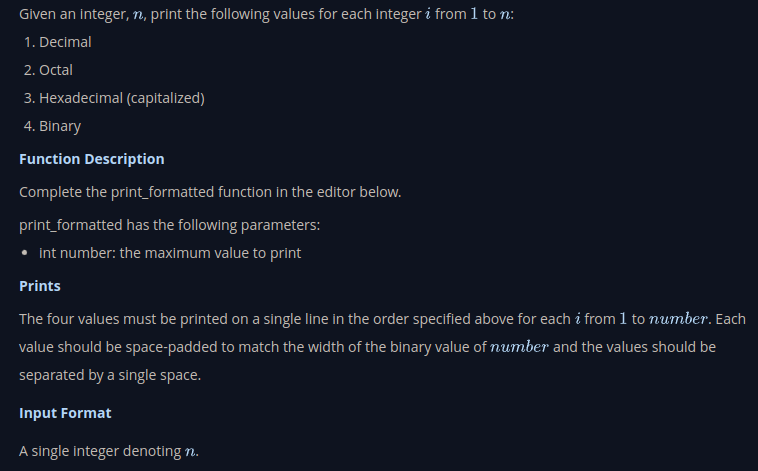 Given an integer, n, print the following values for each integer i from 1 to n:
1. Decimal
2. Octal
3. Hexadecimal (capitalized)
4. Binary
Function Description
Complete the print_formatted function in the editor below.
print_formatted has the following parameters:
• int number: the maximum value to print
Prints
The four values must be printed on a single line in the order specified above for each i from 1 to number. Each
value should be space-padded to match the width of the binary value of number and the values should be
separated by a single space.
Input Format
A single integer denoting n.